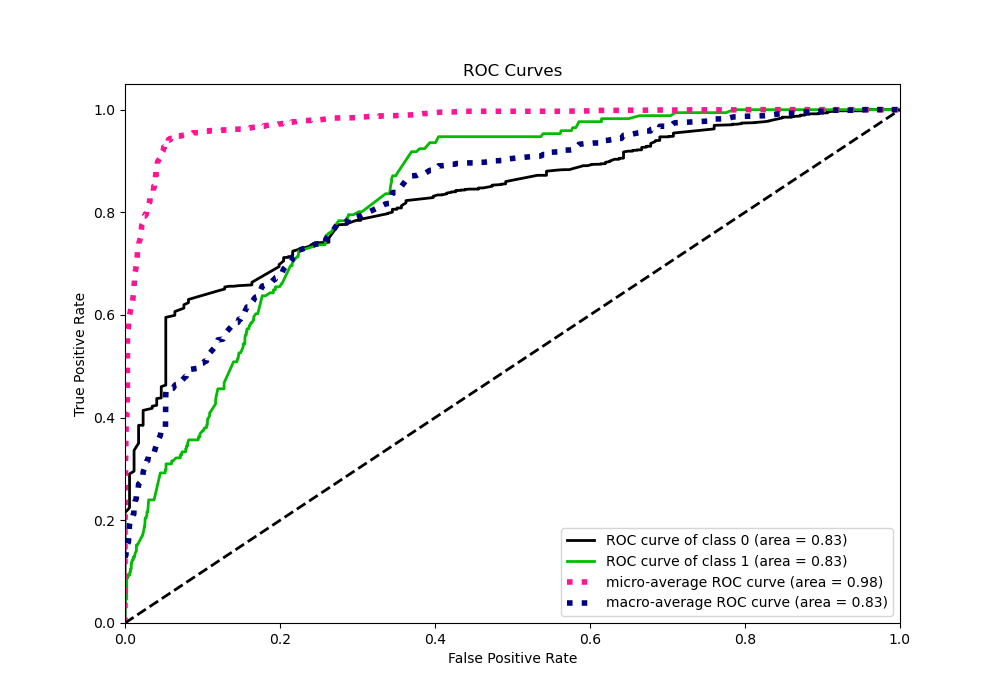 ROC Curves
True Positive Rate
1.0
0.8
0.6
0.4
0.2
0.0
0.0 0.2 0.4 0.6 0.8 1.0
False Positive Rate
ROC curve of class 0 (area = 0.83)
ROC curve of class 1 (area = 0.83)
micro-average ROC curve (area = 0.98)
macro-average ROC curve (area = 0.83)